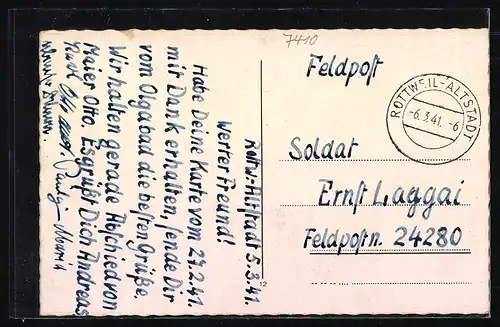 7410
Feldpost
ROTTWEIL-ALTSTADT
-6.3.41.-6
Soldat
Ernst Laggai
Feldpostn. 24280
Rottw-Altstadt 5.3.41.
Werter Freund!
Habe Deine Karte vom 23.2.41.
mit Dank erhalten, sende Dir
vom Olgabad die besten Grüße.
Wir halten gerade Abschied von
Maier Otto. Es grüßt Dich Andreas